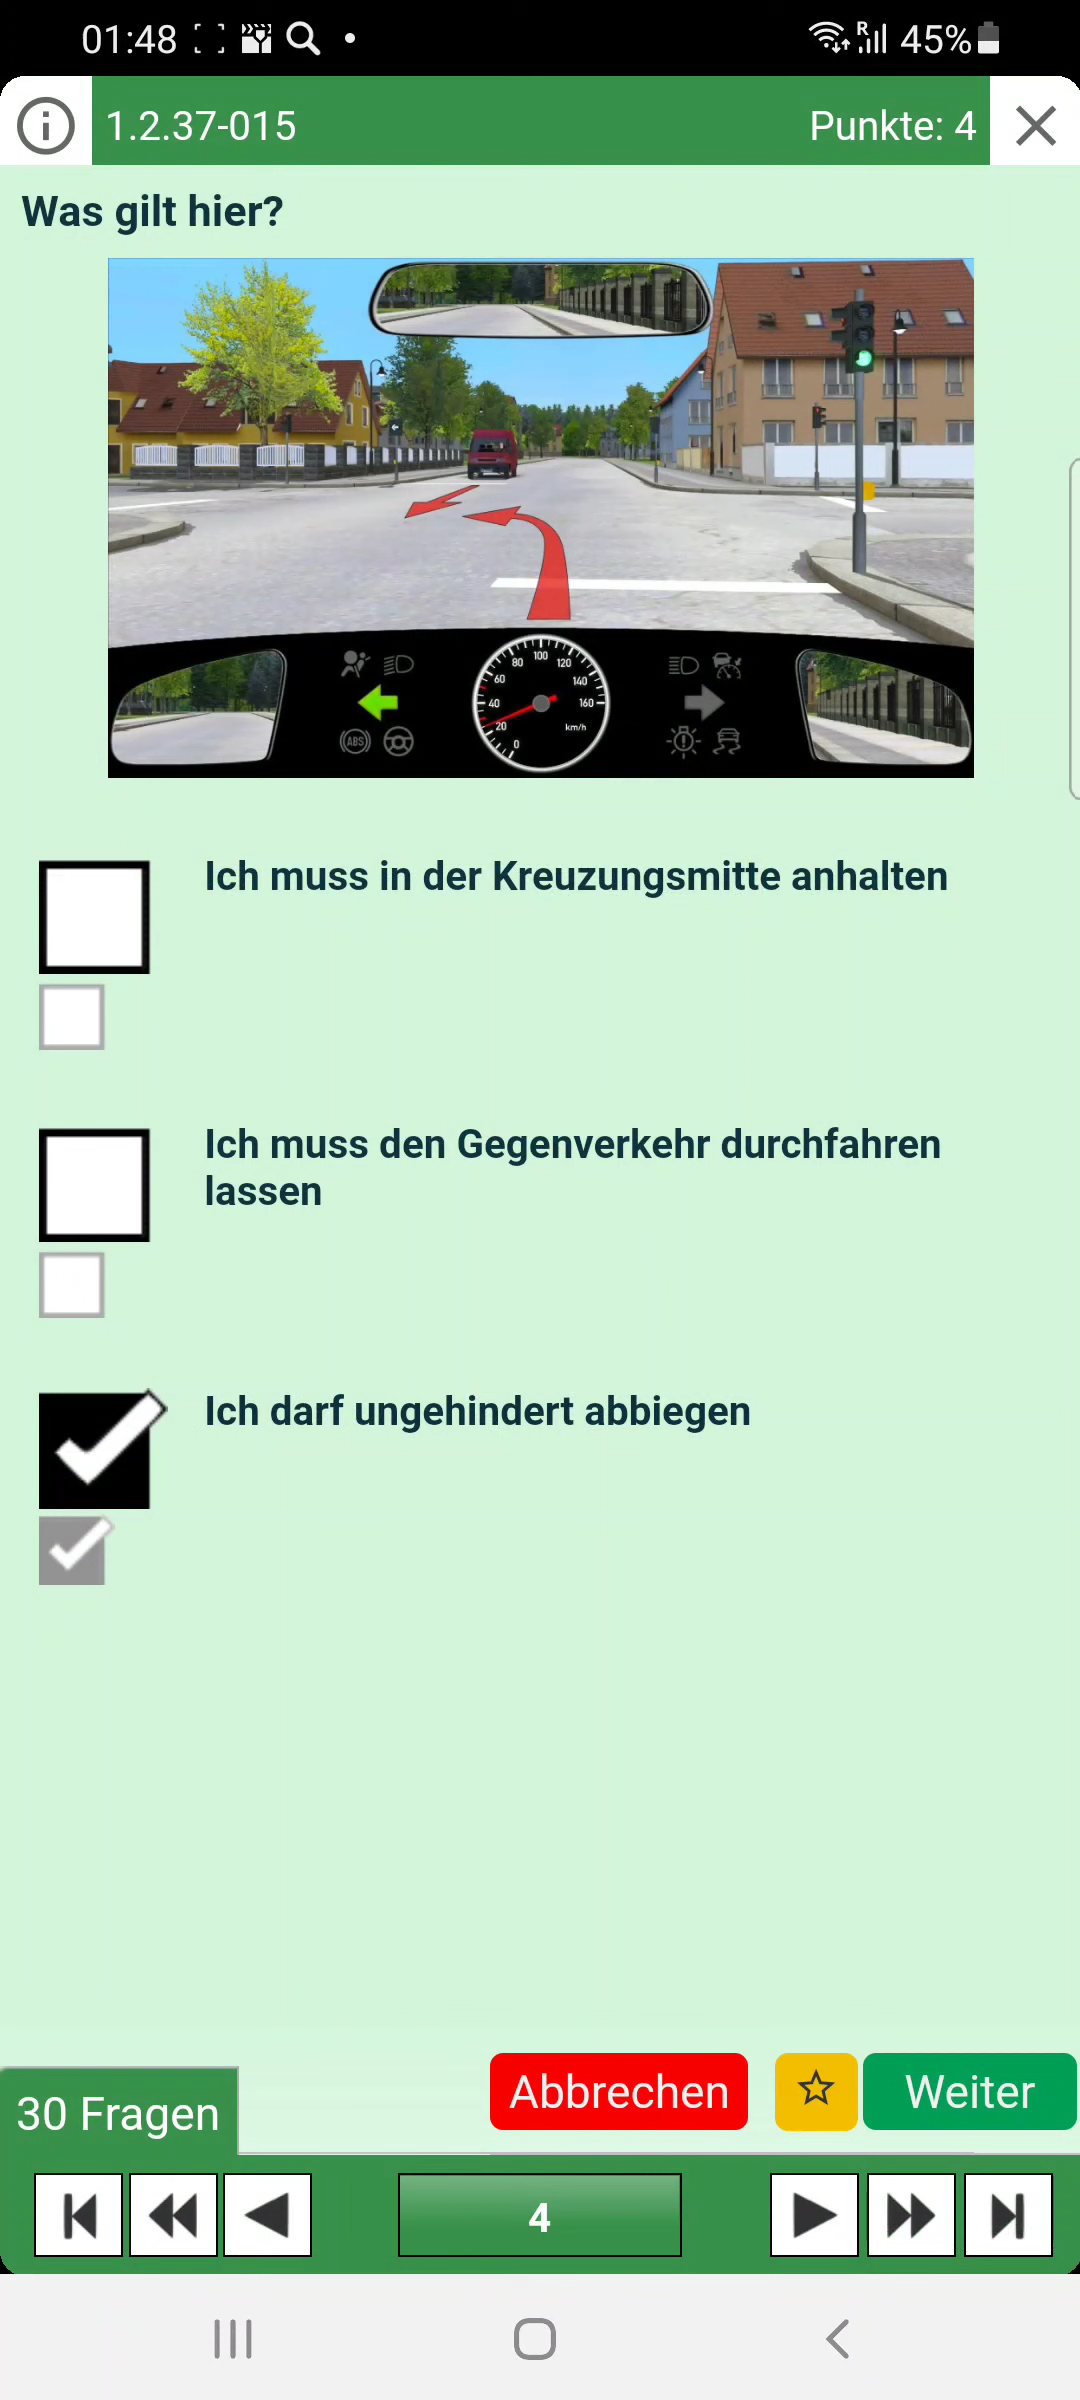 01:48
R 45%
1.2.37-015 Punkte: 4
Was gilt hier?
80 100 120
60 140
40 160
20 km/h
0
ABS
Ich muss in der Kreuzungsmitte anhalten
Ich muss den Gegenverkehr durchfahren
lassen
Ich darf ungehindert abbiegen
Abbrechen Weiter
30 Fragen
4